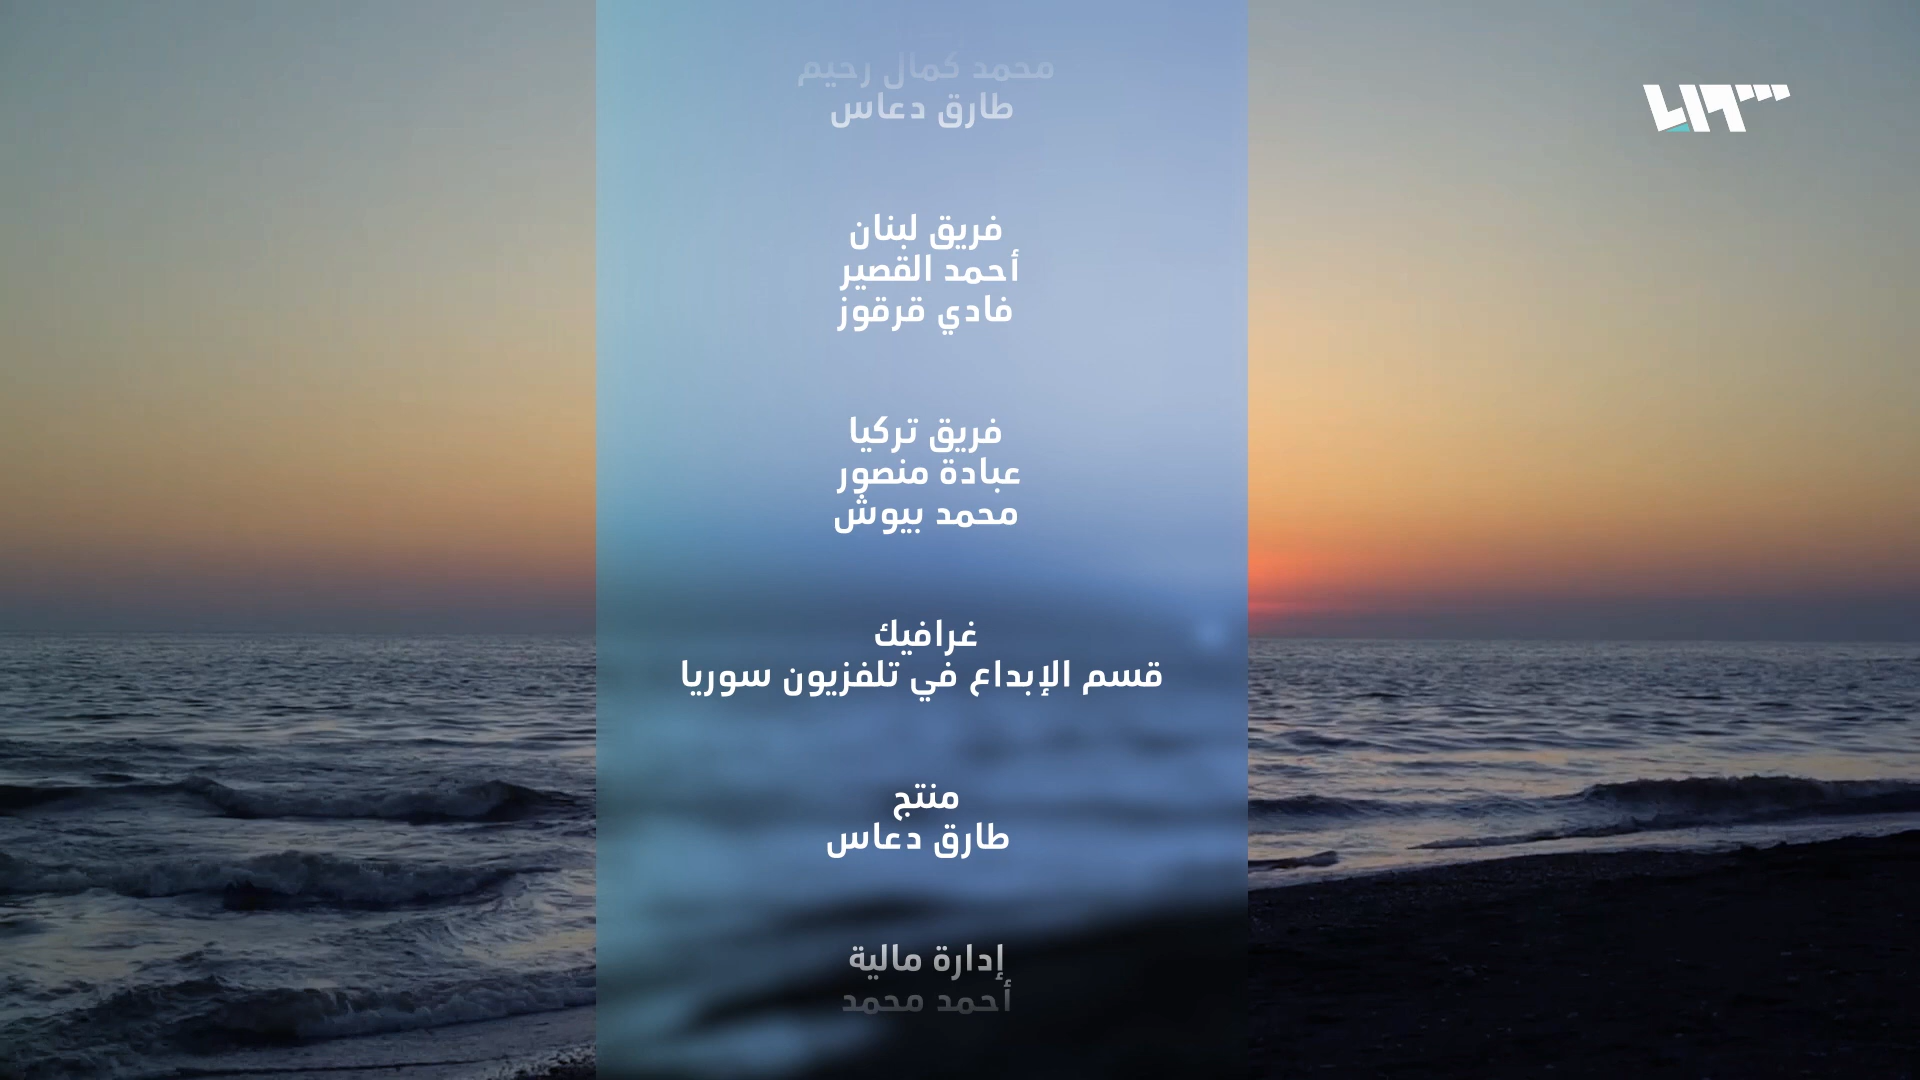 محمد كمال رحيم
طارق دعاس
فريق لبنان
أحمد القصير
فادي قرقوز
فريق تركيا
عبادة منصور
محمد بيوش
غرافيك
قسم الإبداع في تلفزيون سوريا
منتج
طارق دعاس
إدارة مالية
أحمد محمد